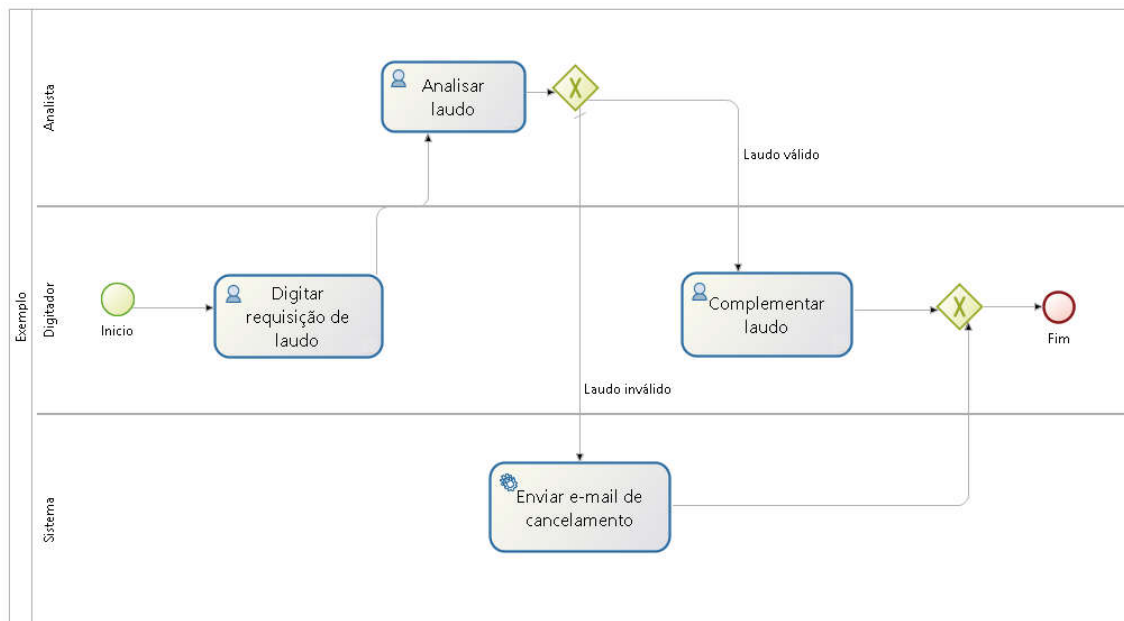 Exemplo
Analista
Analisar
laudo
X
Laudo válido
Digitador
Inicio
Digitar
requisição de
laudo
Complementar
laudo
X
Fim
Laudo inválido
Sistema
Enviar e-mail de
cancelamento